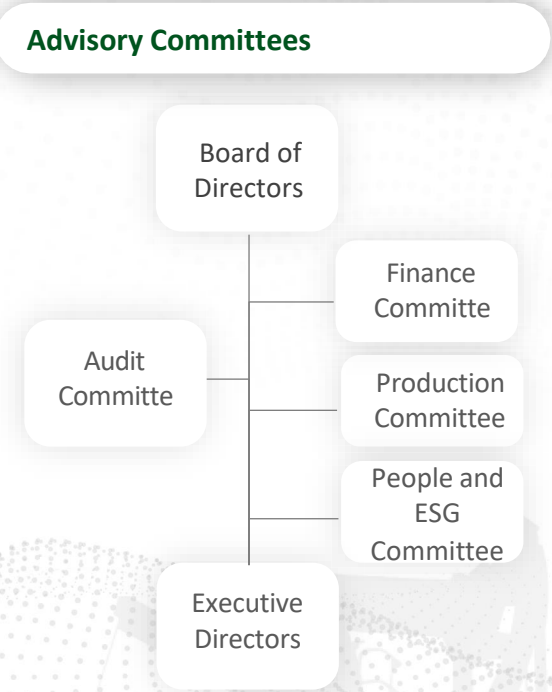 Advisory Committees
Board of
Directors
Finance
Committe
Audit
Committe
Production
Committee
People and
ESG
Committee
Executive
Directors